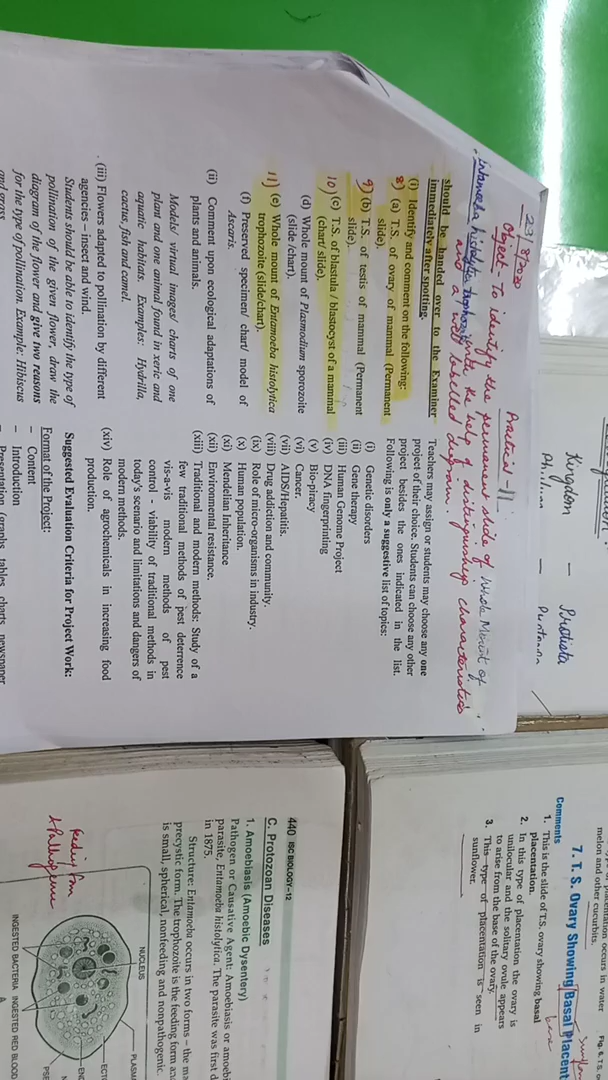 Kingdom — Protista
Phylum —
23/8/2020
Practical - 11
Object - To identify the permanent slide of Whole Mount of
Entamoeba histolytica trophozoite with the help of distinguishing characteristics
and a well labelled diagram.
should be handed over to the Examiner
immediately after spotting.
(i) Identify and comment on the following:
8) (a) T.S. of ovary of mammal (Permanent
slide).
9) (b) T.S. of testis of mammal (Permanent
slide).
10) (c) T.S. of blastula / blastocyst of a mammal
(chart/ slide).
(d) Whole mount of Plasmodium sporozoite
(slide /chart).
11) (e) Whole mount of Entamoeba histolytica
trophozoite (slide/chart).
(f) Preserved specimen/ chart/ model of
Ascaris.
(ii) Comment upon ecological adaptations of
plants and animals.
Models/ virtual images/ charts of one
plant and one animal found in xeric and
aquatic habitats. Examples: Hydrilla,
cactus, fish and camel.
(iii) Flowers adapted to pollination by different
agencies – insect and wind.
Students should be able to identify the type of
pollination of the given flower, draw the
diagram of the flower and give two reasons
for the type of pollination. Example: Hibiscus
and grass
Teachers may assign or students may choose any one
project of their choice. Students can choose any other
project besides the ones indicated in the list.
Following is only a suggestive list of topics:
(i) Genetic disorders
(ii) Gene therapy
(iii) Human Genome Project
(iv) DNA fingerprinting
(v) Bio-piracy
(vi) Cancer.
(vii) AIDS/Hepatitis.
(viii) Drug addiction and community.
(ix) Role of micro-organisms in industry.
(x) Human population.
(xi) Mendelian Inheritance
(xii) Environmental resistance.
(xiii) Traditional and modern methods: Study of a
few traditional methods of pest deterrence
vis-a-vis modern methods of pest
control - viability of traditional methods in
today's scenario and limitations and dangers of
modern methods.
(xiv) Role of agrochemicals in increasing food
production.
Suggested Evaluation Criteria for Project Work:
Format of the Project:
– Content
– Introduction
– Presentation (graphs, tables, charts, newspaper
melon and other cucurbits.
7. T. S. Ovary Showing Basal Placent
Comments
1. This is the slide of T.S. ovary showing basal
placentation.
2. In this type of placentation the ovary is
unilocular and the solitary ovule appears
to arise from the base of the ovary.
3. This type of placentation is seen in
sunflower.
440 ISC BIOLOGY–12
C. Protozoan Diseases
1. Amoebiasis (Amoebic Dysentery)
Pathogen or Causative Agent: Amoebiasis or amoebi
parasite, Entamoeba histolytica. The parasite was first d
in 1875.
Structure: Entamoeba occurs in two forms – the ma
precystic form. The trophozoite is the feeding form and
is small, spherical, nonfeeding and nonpathogenic.
NUCLEUS
PLASM
ECT
END
PSE
INGESTED BACTERIA
INGESTED RED BLOOD